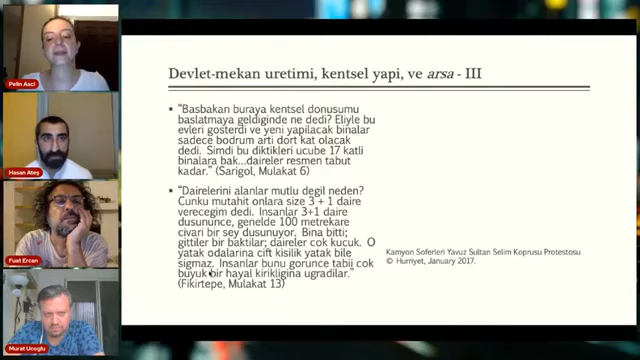 Pelin Asci
Hasan Ateş
Fuat Ercan
Murat Ucoglu
Devlet-mekan uretimi, kentsel yapi, ve arsa - III
▪ “Basbakan buraya kentsel donusumu
baslatmaya geldiginde ne dedi? Eliyle bu
evleri gosterdi ve yeni yapilacak binalar
sadece bodrum arti dort kat olacak
dedi. Simdi bu diktikleri ucube 17 katli
binalara bak...daireler resmen tabut
kadar.” (Sarigol, Mulakat 6)
▪ “Dairelerini alanlar mutlu degil neden?
Cunku mutahit onlara size 3 + 1 daire
verecegim dedi. Insanlar 3+1 daire
dusununce, genelde 100 metrekare
civari bir sey dusunuyor. Bina bitti;
gittiler bir baktilar; daireler cok kucuk. O
yatak odalarina cift kisilik yatak bile
sigmaz. Insanlar bunu gorunce tabii cok
buyuk bir hayal kirikligina ugradilar.”
(Fikirtepe, Mulakat 13)
Kamyon Soferleri Yavuz Sultan Selim Koprusu Protestosu
© Hurriyet, January 2017.